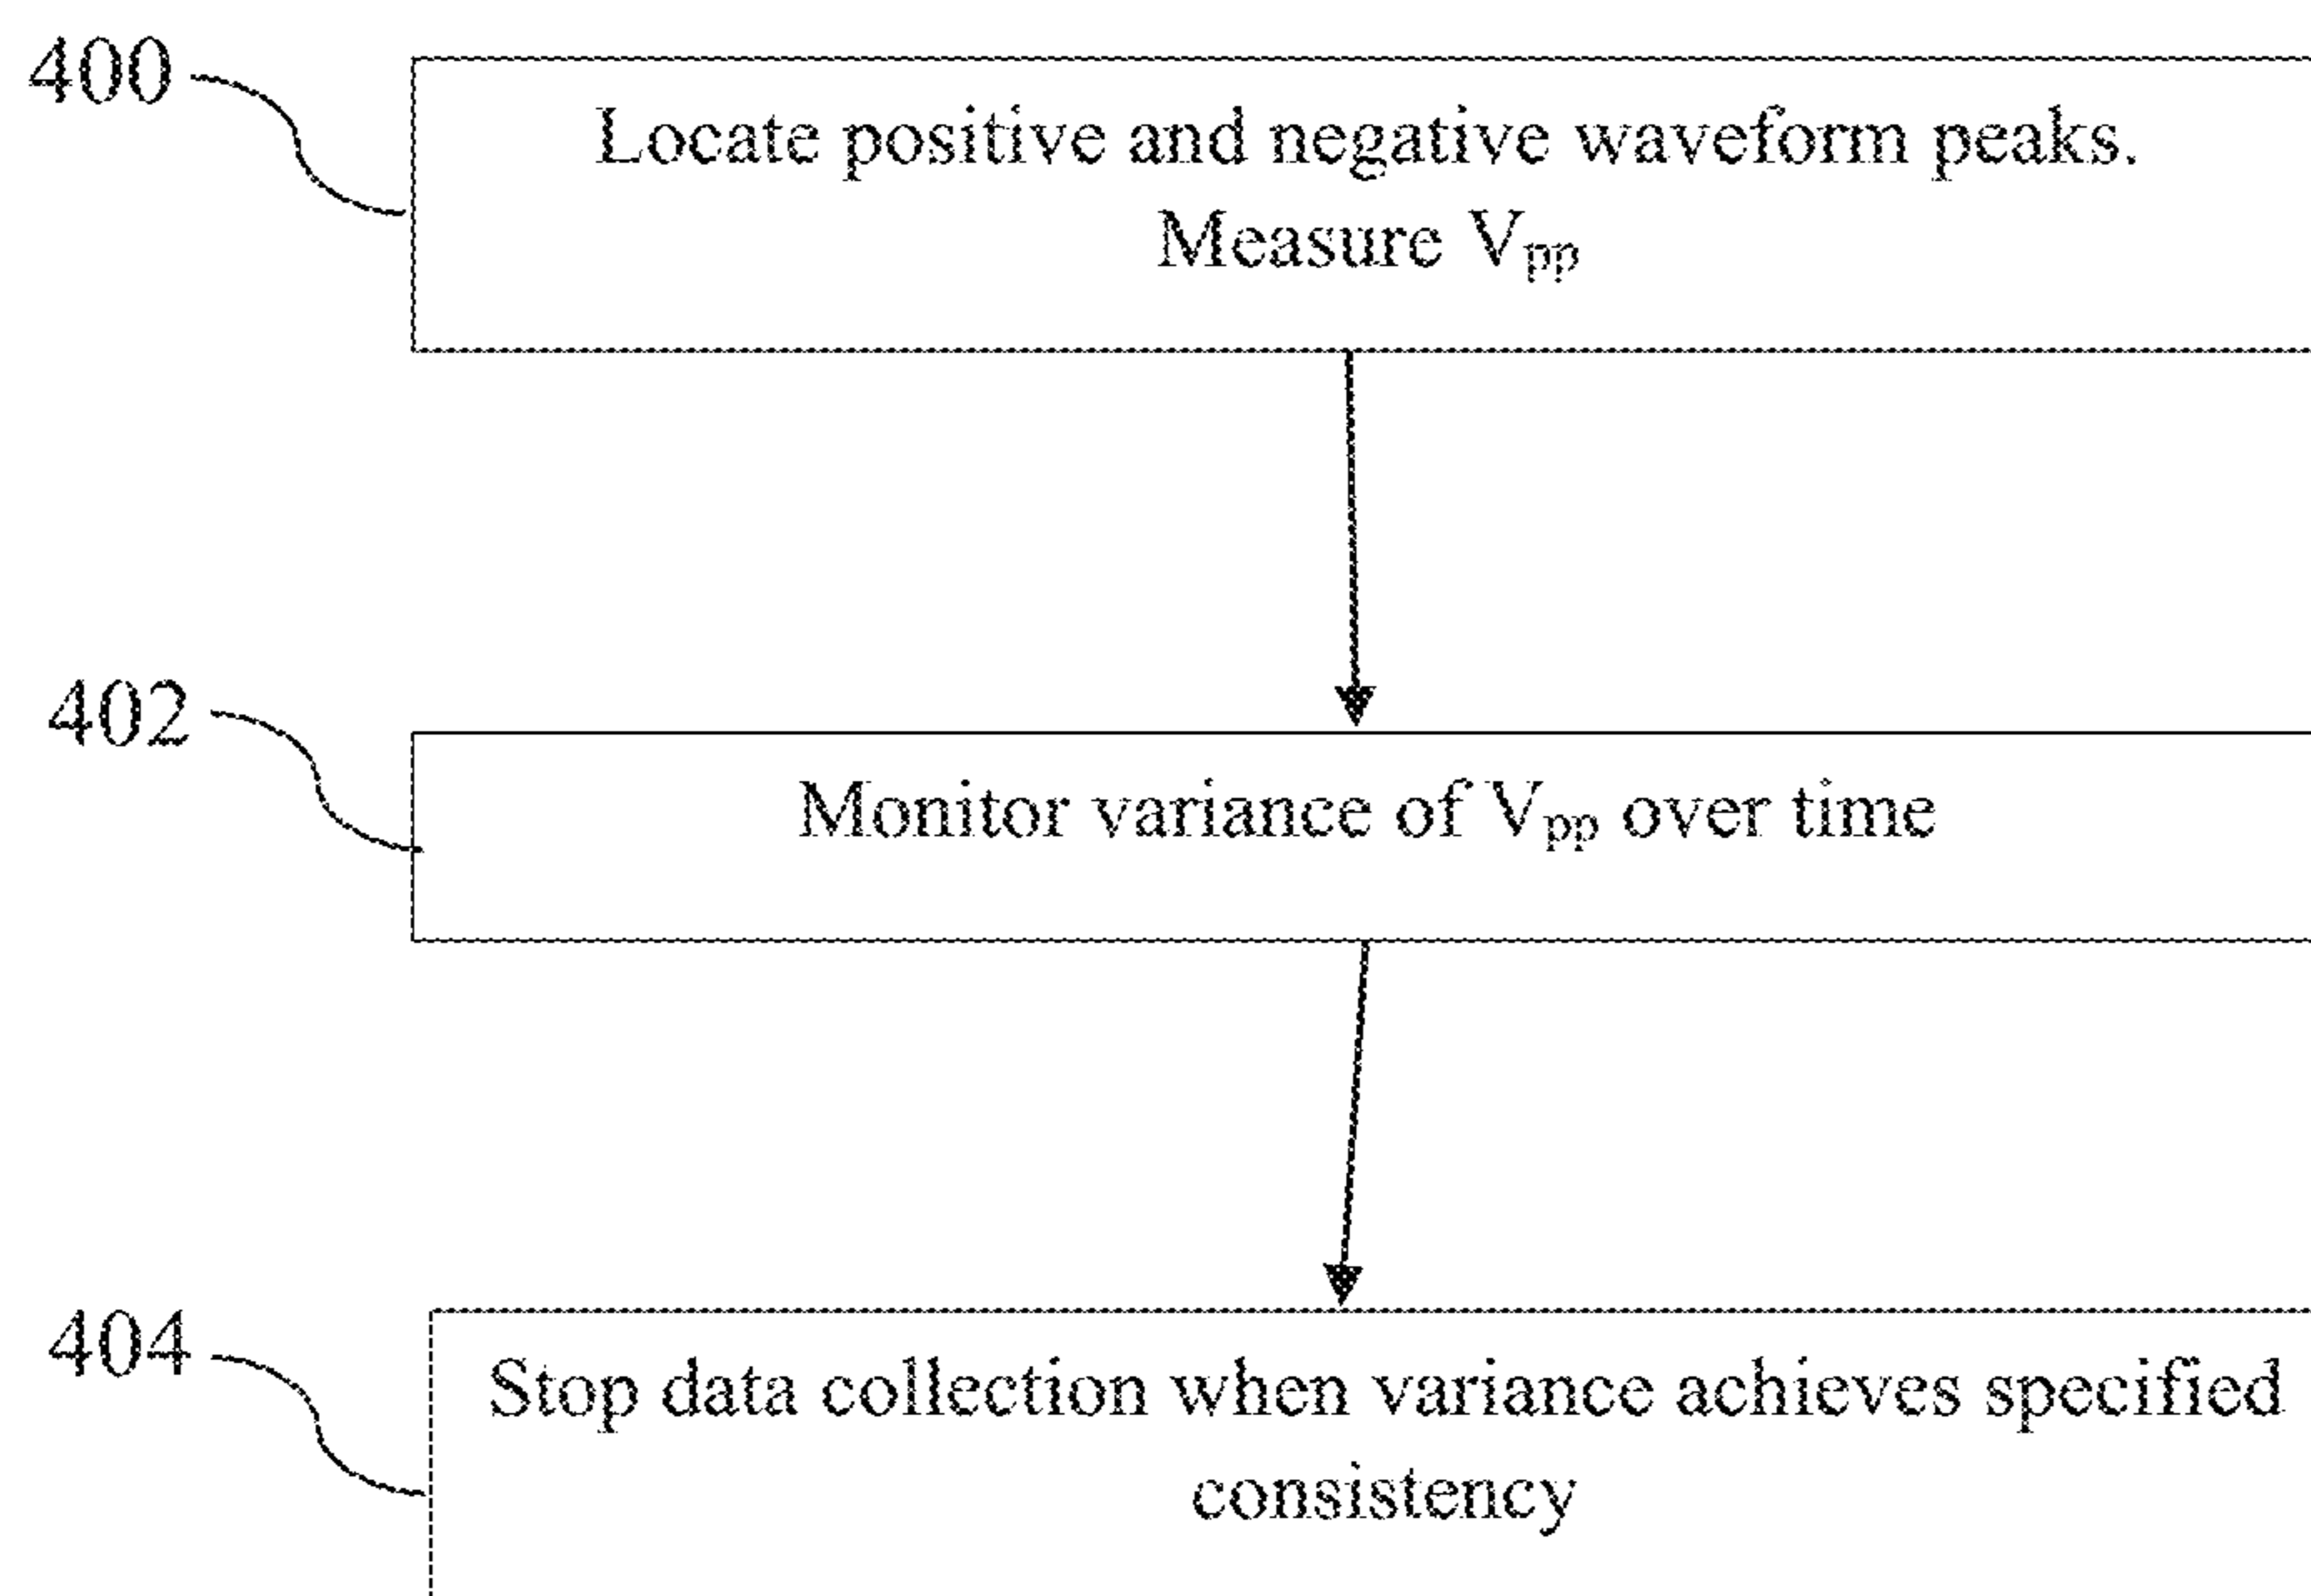 400
Locate positive and negative waveform peaks.
Measure Vpp
402
Monitor variance of Vpp over time
404
Stop data collection when variance achieves specified
consistency